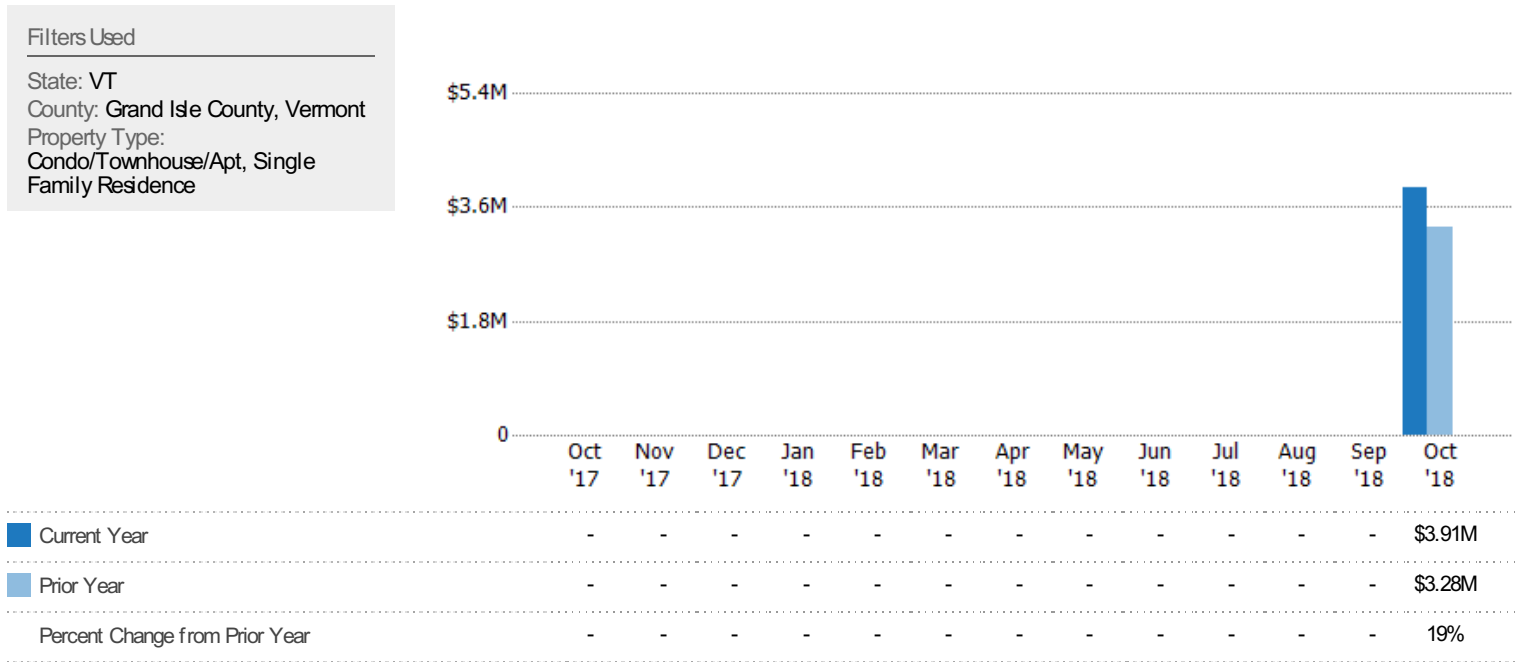 Filters Used
State: VT
County: Grand Isle County, Vermont
Property Type:
Condo/Townhouse/Apt, Single
Family Residence
$5.4M
$3.6M
$1.8M
0
Oct Nov Dec Jan Feb Mar Apr May Jun Jul Aug Sep Oct
'17 '17 '17 '18 '18 '18 '18 '18 '18 '18 '18 '18 '18
Current Year - - - - - - - - - - - - $3.91M
Prior Year - - - - - - - - - - - - $3.28M
Percent Change from Prior Year - - - - - - - - - - - - 19%